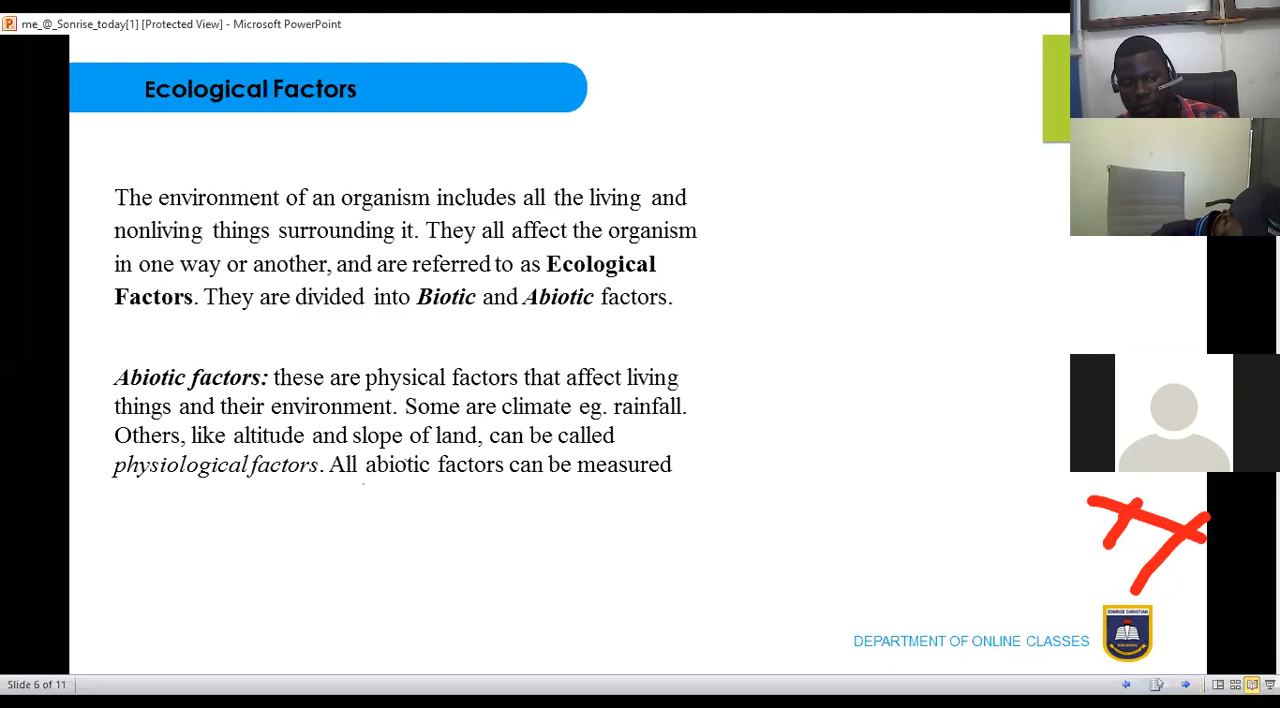 me_@_Sonrise_today[1] [Protected View] - Microsoft PowerPoint
Ecological Factors
The environment of an organism includes all the living and
nonliving things surrounding it. They all affect the organism
in one way or another, and are referred to as Ecological
Factors. They are divided into Biotic and Abiotic factors.
Abiotic factors: these are physical factors that affect living
things and their environment. Some are climate eg. rainfall.
Others, like altitude and slope of land, can be called
physiological factors. All abiotic factors can be measured
SONRISE CHRISTIAN
DEPARTMENT OF ONLINE CLASSES
Slide 6 of 11